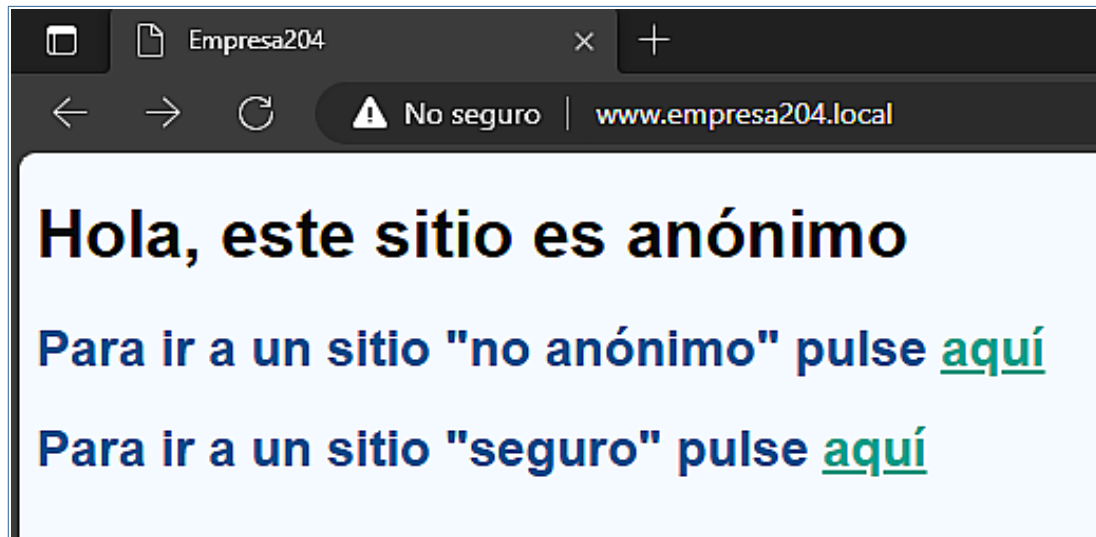 Empresa204
No seguro | www.empresa204.local
Hola, este sitio es anónimo
Para ir a un sitio "no anónimo" pulse aquí
Para ir a un sitio "seguro" pulse aquí